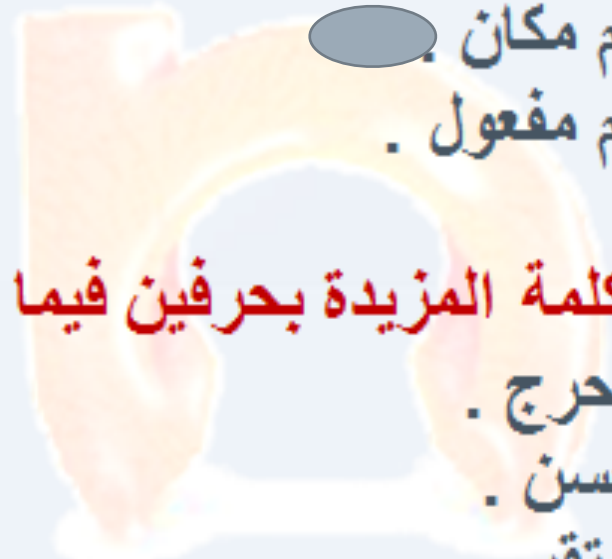 م مكان .
م مفعول .
كلمة المزيدة بحرفين فيما
حرج .
سن .